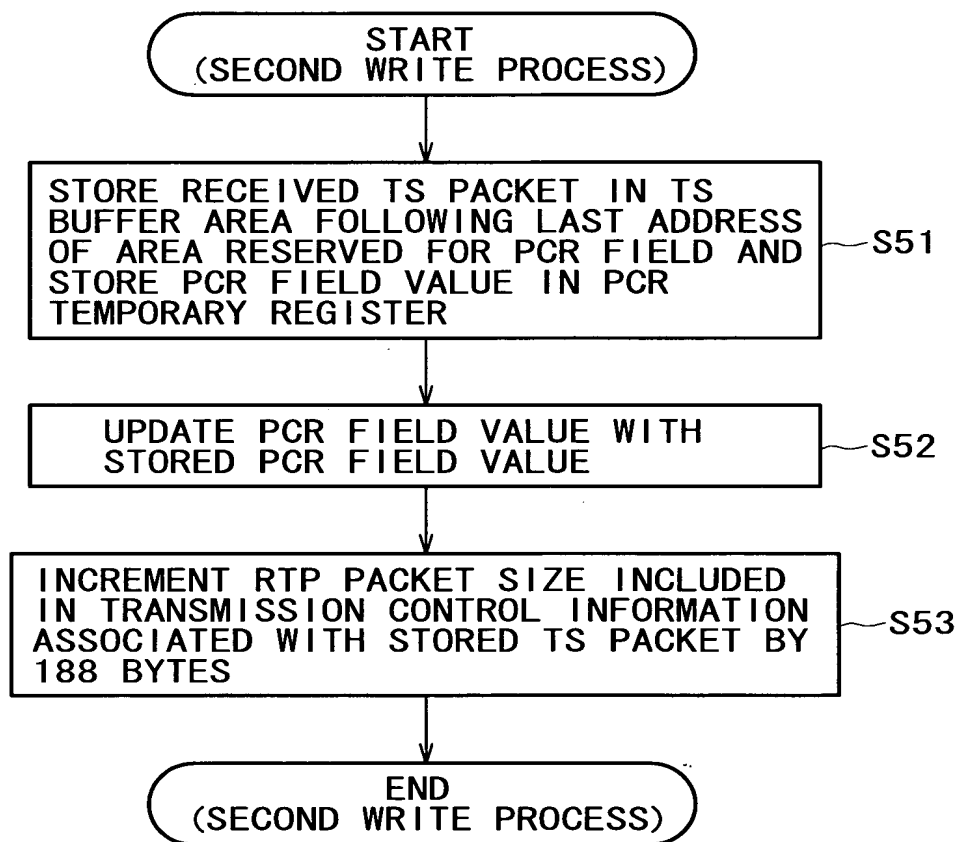 START
(SECOND WRITE PROCESS)
STORE RECEIVED TS PACKET IN TS
BUFFER AREA FOLLOWING LAST ADDRESS
OF AREA RESERVED FOR PCR FIELD AND
STORE PCR FIELD VALUE IN PCR
TEMPORARY REGISTER
S51
UPDATE PCR FIELD VALUE WITH
STORED PCR FIELD VALUE
S52
INCREMENT RTP PACKET SIZE INCLUDED
IN TRANSMISSION CONTROL INFORMATION
ASSOCIATED WITH STORED TS PACKET BY
188 BYTES
S53
END
(SECOND WRITE PROCESS)